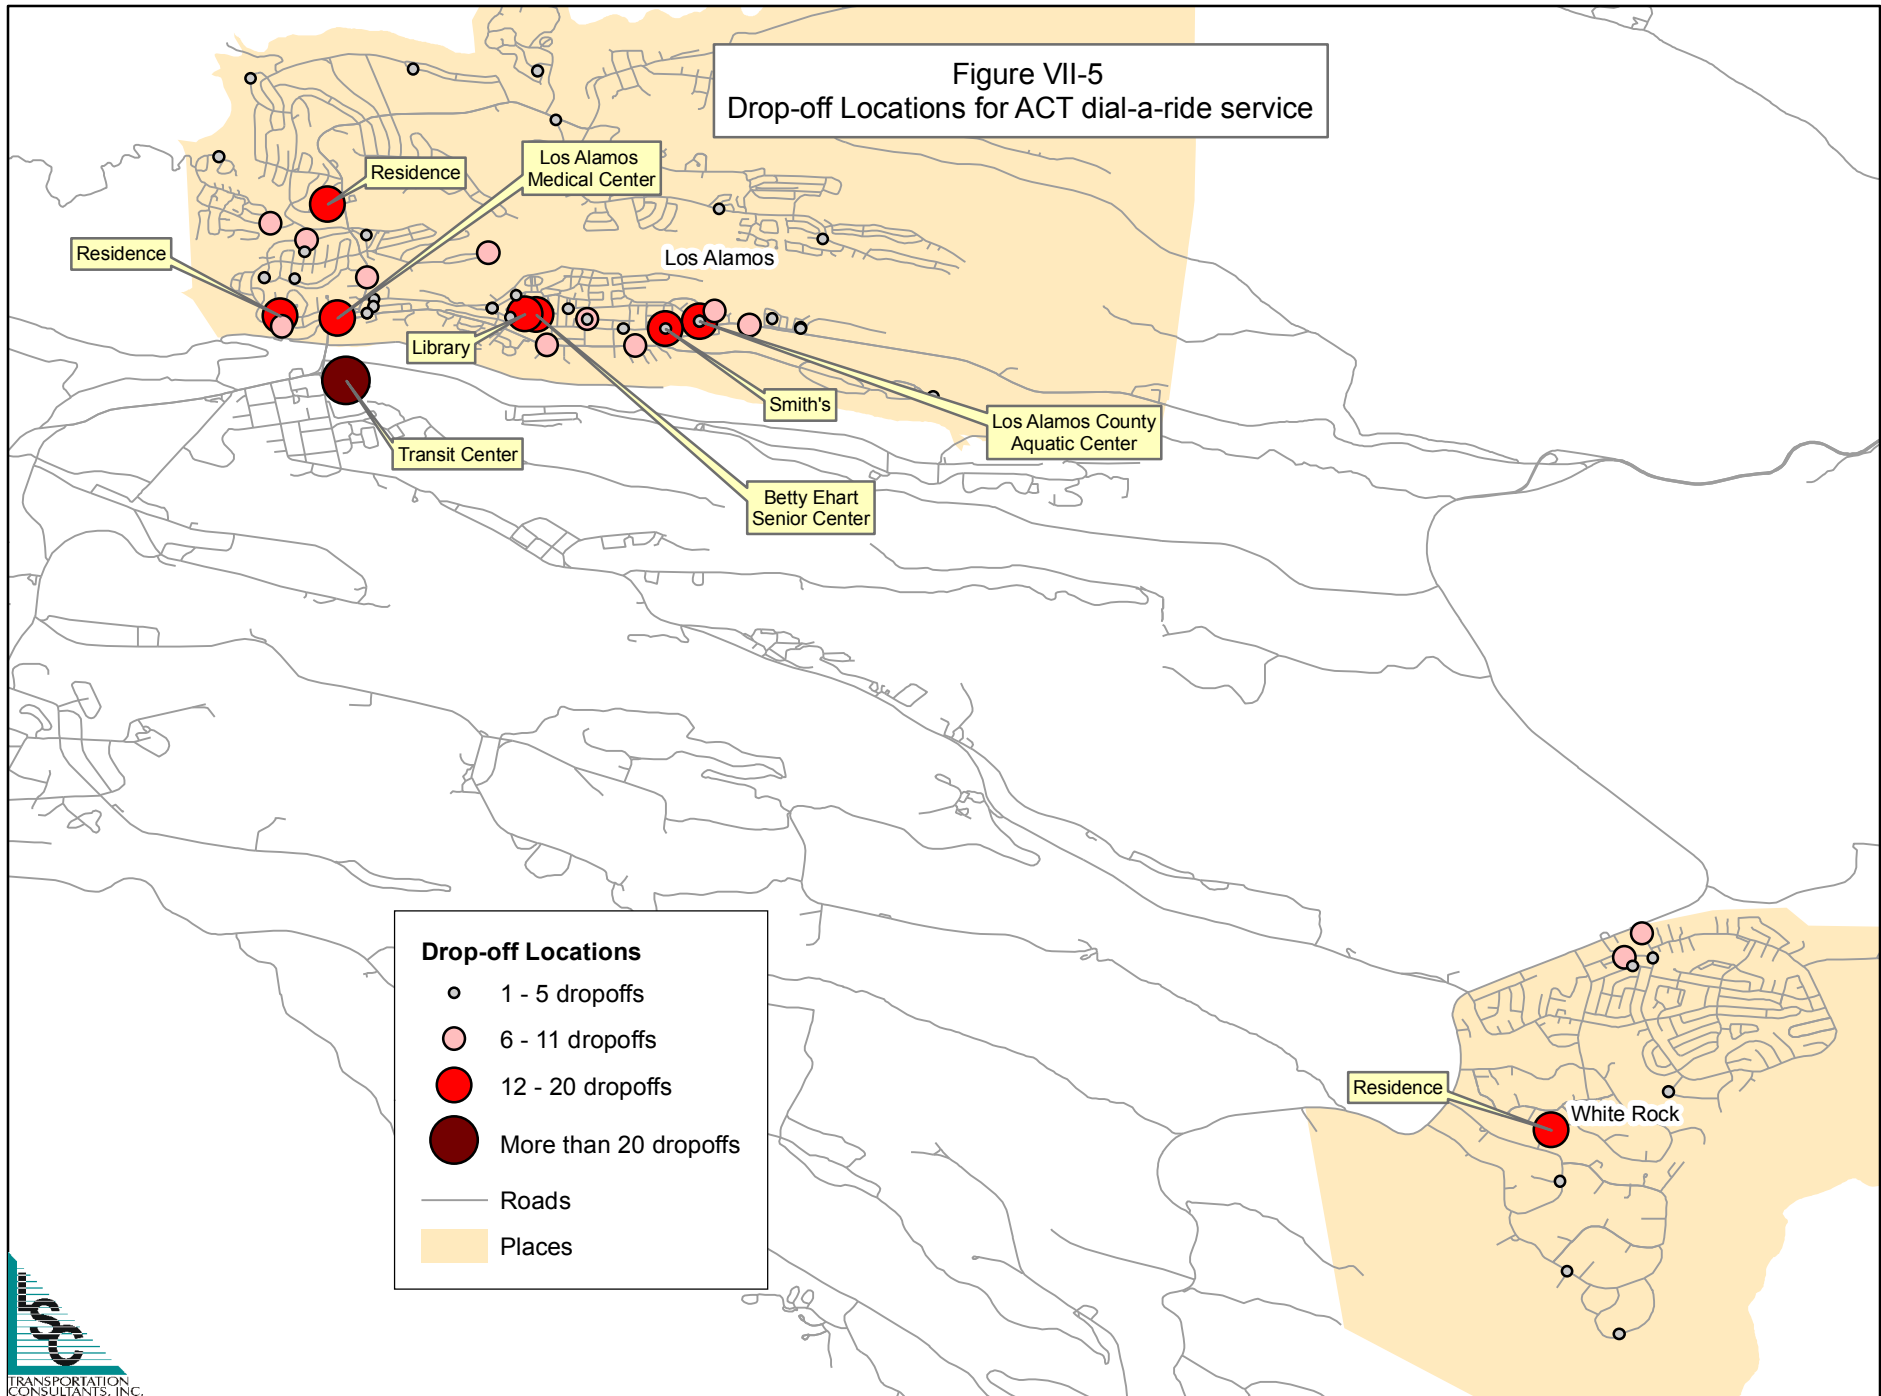 Figure VII-5
Drop-off Locations for ACT dial-a-ride service
Residence
Los Alamos
Medical Center
Residence
Los Alamos
Library
Smith's
Los Alamos County
Aquatic Center
Transit Center
Betty Ehart
Senior Center
Drop-off Locations
1 - 5 dropoffs
6 - 11 dropoffs
12 - 20 dropoffs
More than 20 dropoffs
Roads
Places
Residence
White Rock
LSC
TRANSPORTATION
CONSULTANTS, INC.